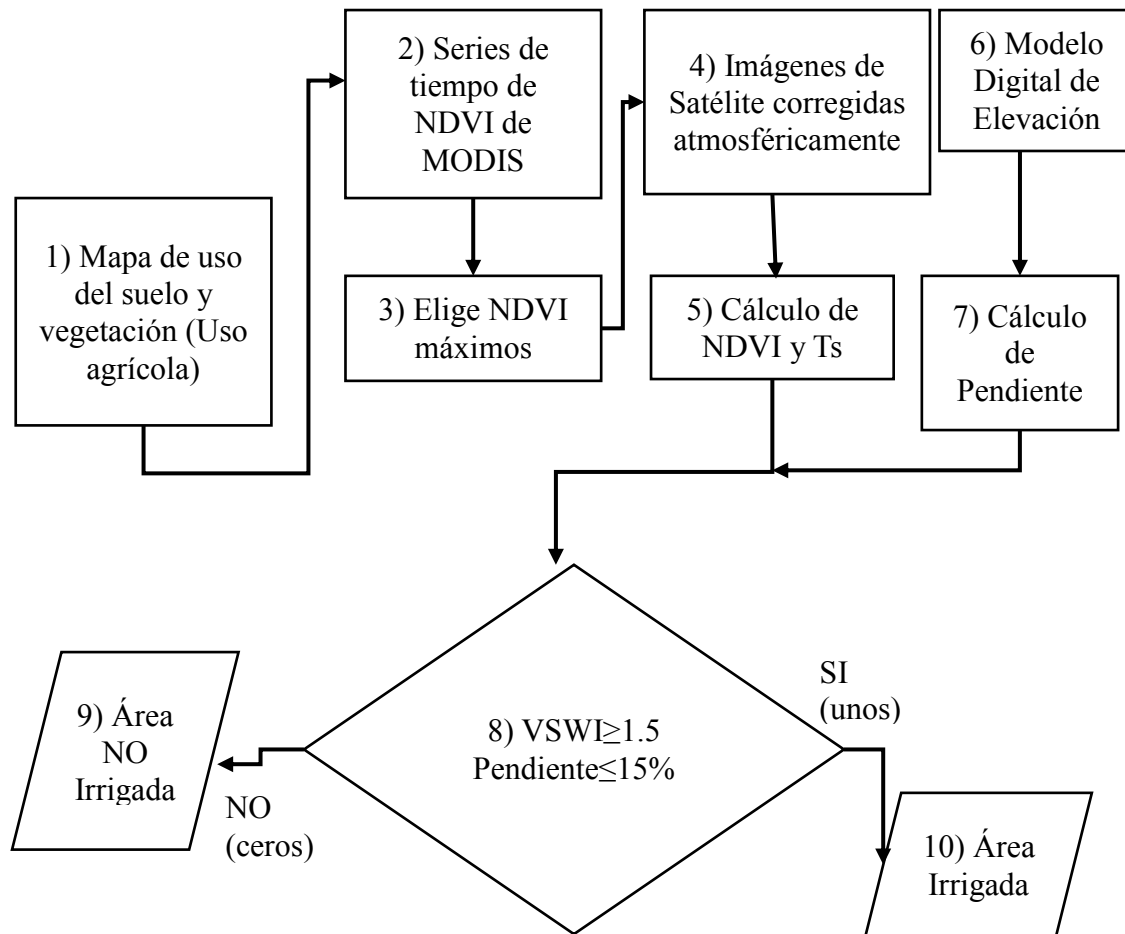 1) Mapa de uso
del suelo y
vegetación (Uso
agrícola)
2) Series de
tiempo de
NDVI de
MODIS
3) Elige NDVI
máximos
4) Imágenes de
Satélite corregidas
atmosféricamente
5) Cálculo de
NDVI y Ts
6) Modelo
Digital de
Elevación
7) Cálculo
de
Pendiente
8) VSWI≥1.5
Pendiente≤15%
9) Área
NO
Irrigada
NO
(ceros)
SI
(unos)
10) Área
Irrigada